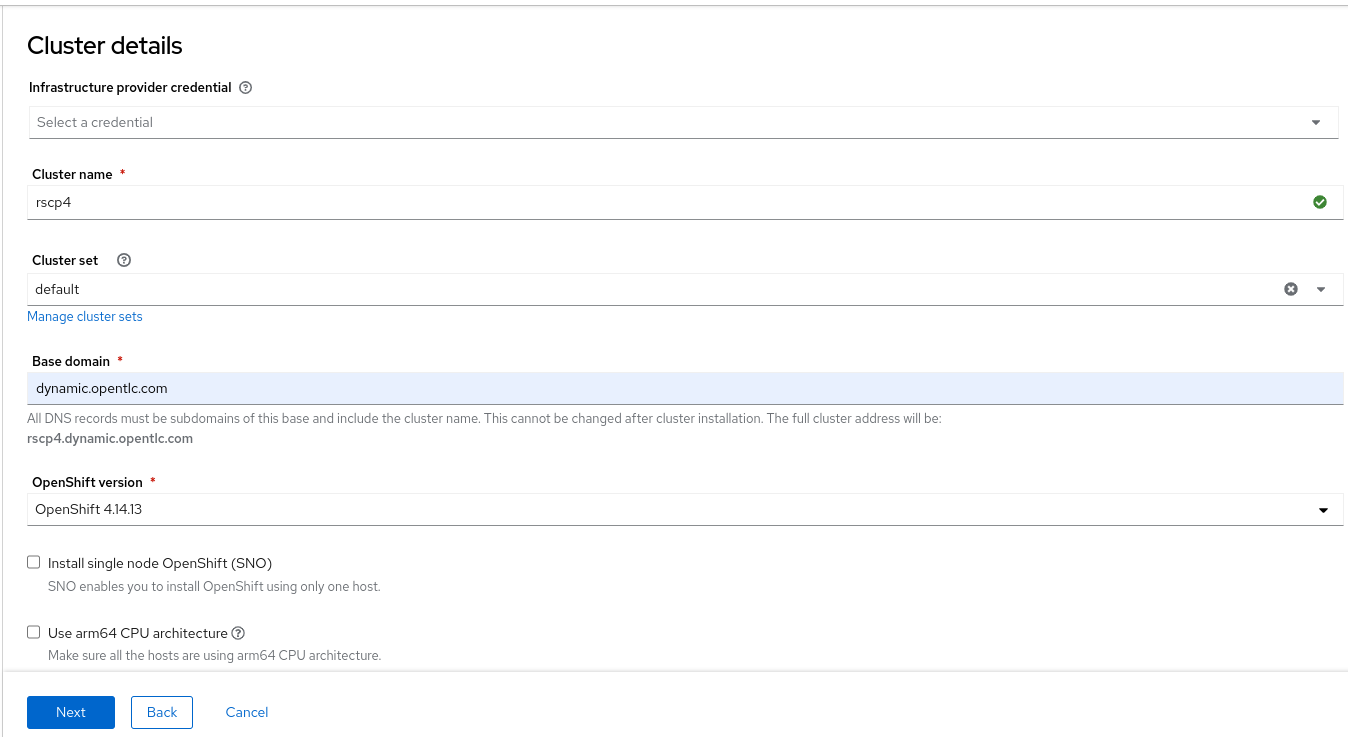 Cluster details
Infrastructure provider credential
Select a credential
Cluster name *
rscp4
Cluster set
default
Manage cluster sets
Base domain *
dynamic.opentlc.com
All DNS records must be subdomains of this base and include the cluster name. This cannot be changed after cluster installation. The full cluster address will be:
rscp4.dynamic.opentlc.com
OpenShift version *
OpenShift 4.14.13
Install single node OpenShift (SNO)
SNO enables you to install OpenShift using only one host.
Use arm64 CPU architecture
Make sure all the hosts are using arm64 CPU architecture.
Next Back Cancel